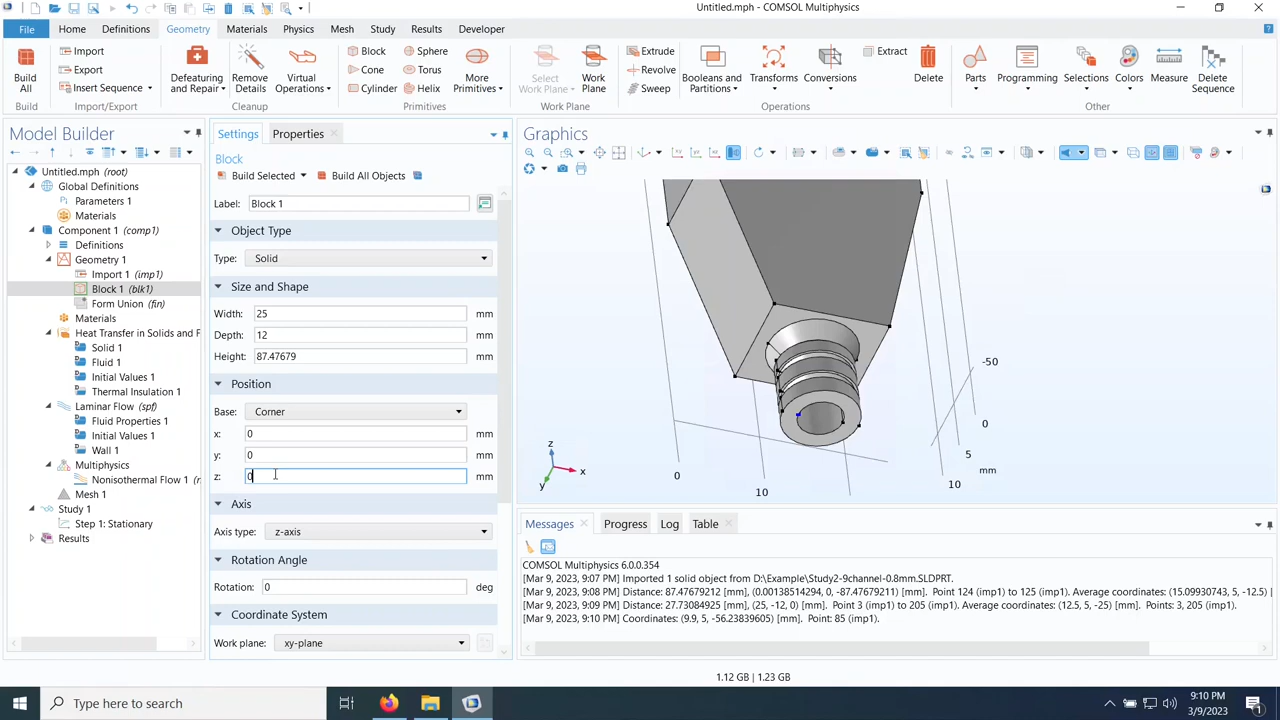 Untitled.mph - COMSOL Multiphysics
File Home Definitions Geometry Materials Physics Mesh Study Results Developer
Build All
Build
Import
Export
Insert Sequence
Import/Export
Defeaturing and Repair
Remove Details
Virtual Operations
Cleanup
Block
Cone
Cylinder
Sphere
Torus
Helix
More Primitives
Primitives
Select Work Plane
Work Plane
Work Plane
Extrude
Revolve
Sweep
Booleans and Partitions
Transforms
Conversions
Extract
Delete
Operations
Parts
Programming
Selections
Colors
Measure
Delete Sequence
Other
Model Builder
Untitled.mph (root)
Global Definitions
Parameters 1
Materials
Component 1 (comp1)
Definitions
Geometry 1
Import 1 (imp1)
Block 1 (blk1)
Form Union (fin)
Materials
Heat Transfer in Solids and F
Solid 1
Fluid 1
Initial Values 1
Thermal Insulation 1
Laminar Flow (spf)
Fluid Properties 1
Initial Values 1
Wall 1
Multiphysics
Nonisothermal Flow 1 (n
Mesh 1
Study 1
Step 1: Stationary
Results
Settings Properties
Block
Build Selected Build All Objects
Label: Block 1
Object Type
Type: Solid
Size and Shape
Width: 25 mm
Depth: 12 mm
Height: 87.47679 mm
Position
Base: Corner
x: 0 mm
y: 0 mm
z: 0 mm
Axis
Axis type: z-axis
Rotation Angle
Rotation: 0 deg
Coordinate System
Work plane: xy-plane
Graphics
-50
0
5
mm
10
0
10
z
x
y
Messages Progress Log Table
COMSOL Multiphysics 6.0.0.354
[Mar 9, 2023, 9:07 PM] Imported 1 solid object from D:\Example\Study2-9channel-0.8mm.SLDPRT.
[Mar 9, 2023, 9:08 PM] Distance: 87.47679212 [mm], (0.00138514294, 0, -87.47679211) [mm]. Point 124 (imp1) to 125 (imp1). Average coordinates: (15.09930743, 5, -12.5) [
[Mar 9, 2023, 9:09 PM] Distance: 27.73084925 [mm], (25, -12, 0) [mm]. Point 3 (imp1) to 205 (imp1). Average coordinates: (12.5, 5, -25) [mm]. Points: 3, 205 (imp1).
[Mar 9, 2023, 9:10 PM] Coordinates: (9.9, 5, -56.23839605) [mm]. Point: 85 (imp1).
1.12 GB | 1.23 GB
Type here to search
9:10 PM
3/9/2023
1